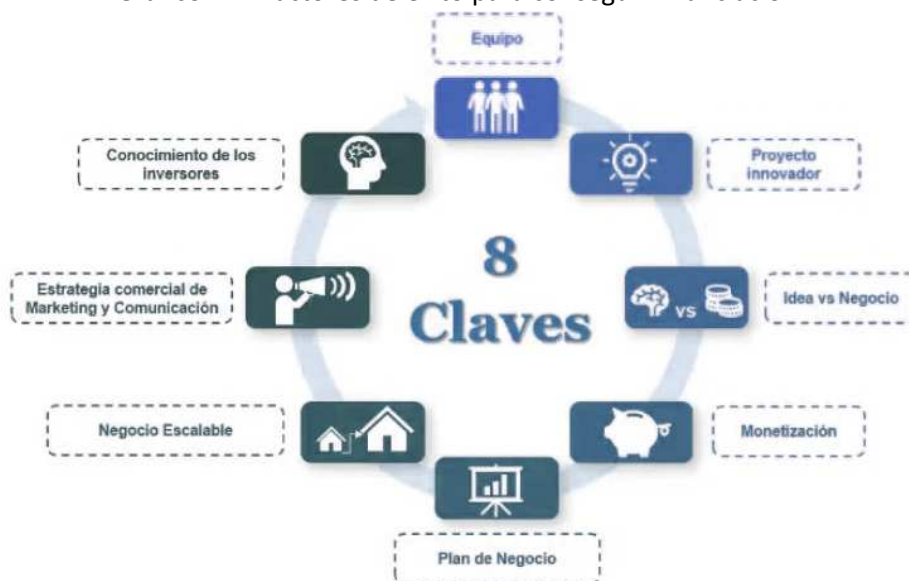 Equipo
Proyecto
innovador
Idea vs Negocio
Monetización
Plan de Negocio
Negocio Escalable
Estrategia comercial de
Marketing y Comunicación
Conocimiento de los
inversores
8
Claves
vs